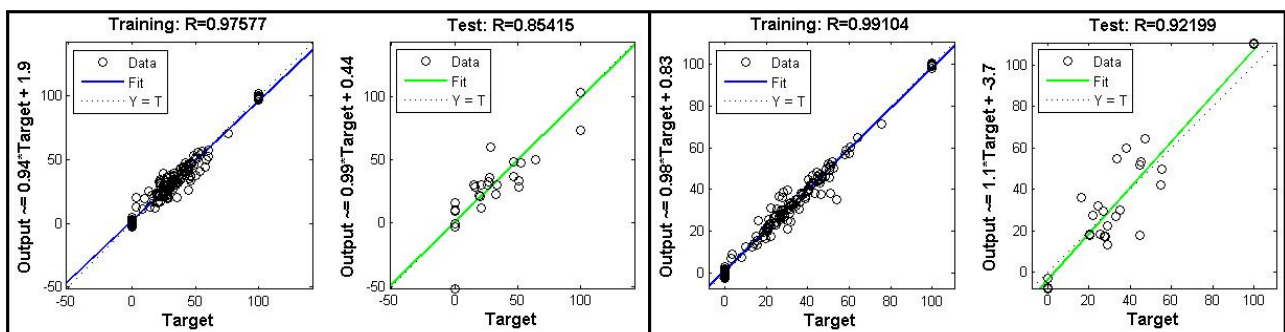 Training: R=0.97577
Output ~= 0.94*Target + 1.9
Data
Fit
Y = T
100
50
0
-50
-50 0 50 100
Target
Test: R=0.85415
Output ~= 0.99*Target + 0.44
Data
Fit
Y = T
100
50
0
-50
-50 0 50 100
Target
Training: R=0.99104
Output ~= 0.98*Target + 0.83
Data
Fit
Y = T
100
80
60
40
20
0
0 20 40 60 80 100
Target
Test: R=0.92199
Output ~= 1.1*Target + -3.7
Data
Fit
Y = T
100
80
60
40
20
0
0 20 40 60 80 100
Target